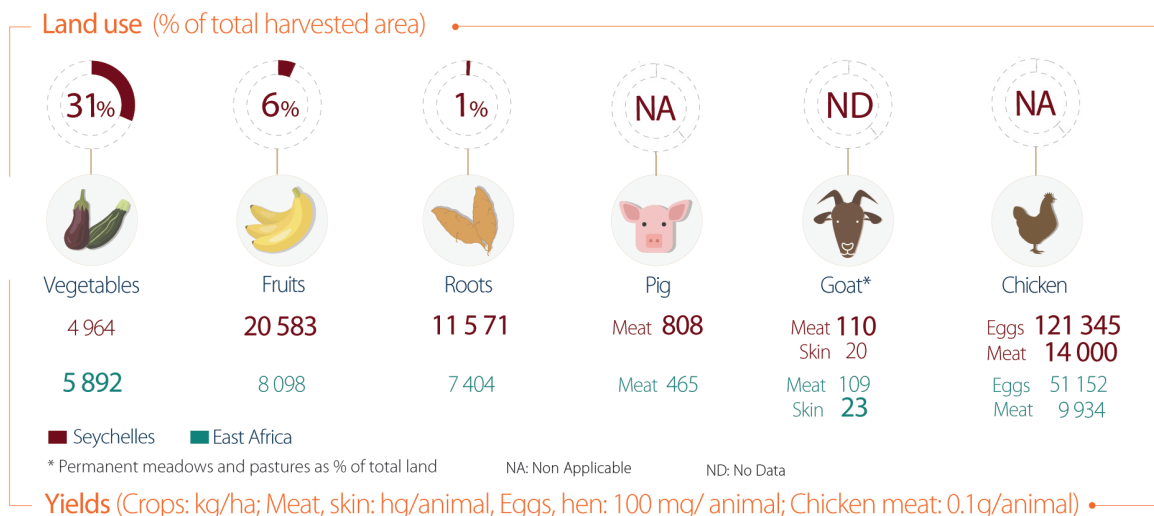 Land use (% of total harvested area)
31% 6% 1% NA ND NA
Vegetables Fruits Roots Pig Goat* Chicken
4 964 20 583 11 5 71 Meat 808 Meat 110 Eggs 121 345
Skin 20 Meat 14 000
5 892 8 098 7 404 Meat 465 Meat 109 Eggs 51 152
Skin 23 Meat 9 934
Seychelles East Africa
* Permanent meadows and pastures as % of total land NA: Non Applicable ND: No Data
Yields (Crops: kg/ha; Meat, skin: hg/animal, Eggs, hen: 100 mg/ animal; Chicken meat: 0.1g/animal)